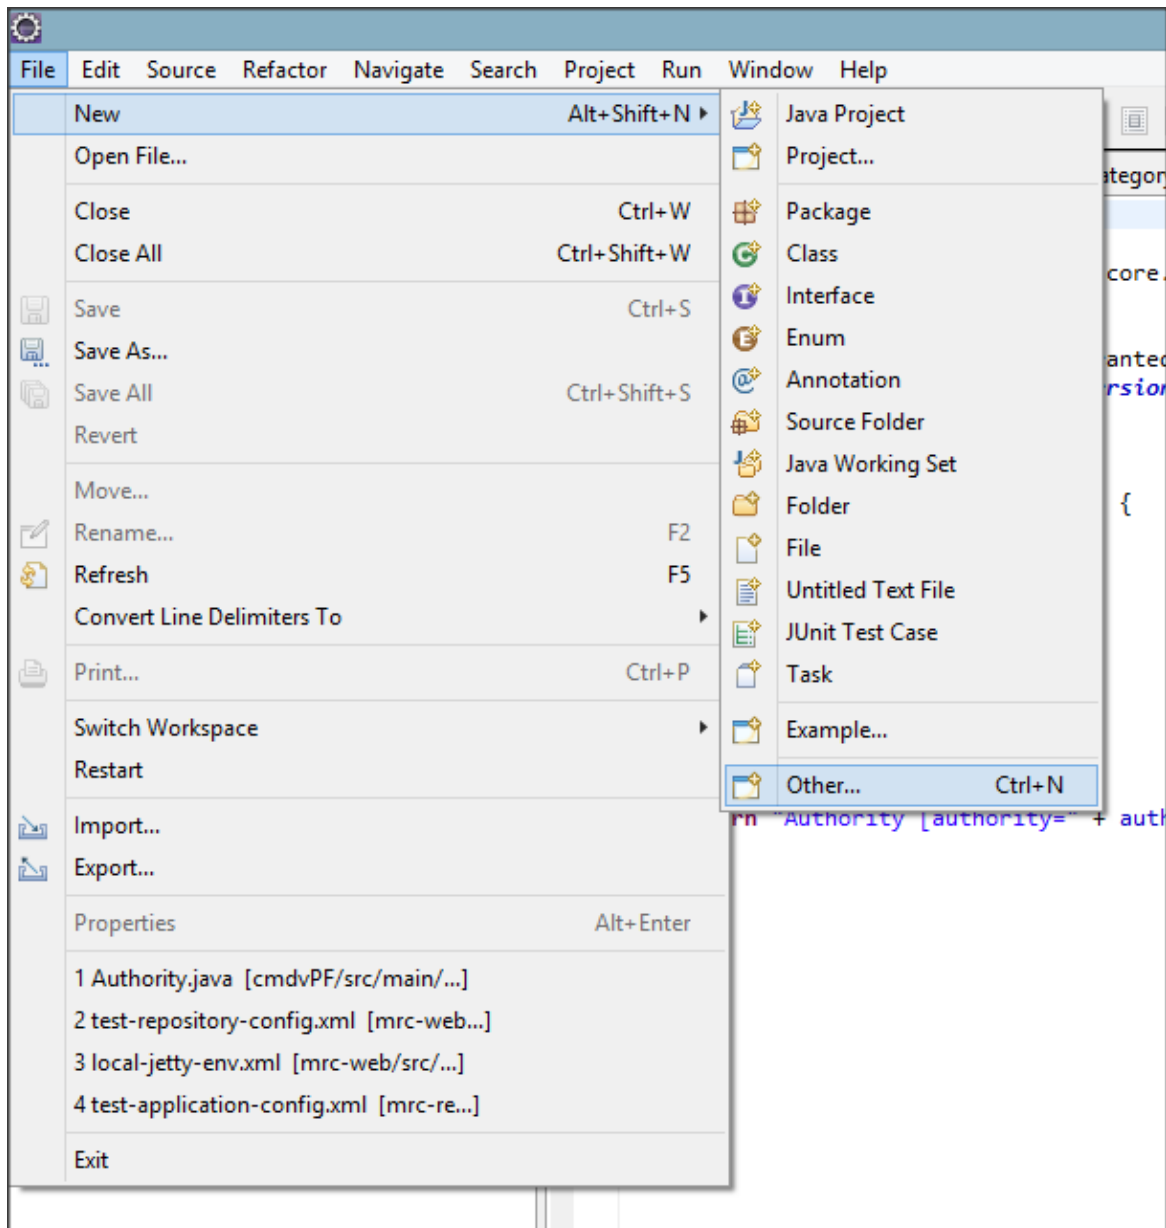 File Edit Source Refactor Navigate Search Project Run Window Help
New Alt+Shift+N
Open File...
Close Ctrl+W
Close All Ctrl+Shift+W
Save Ctrl+S
Save As...
Save All Ctrl+Shift+S
Revert
Move...
Rename... F2
Refresh F5
Convert Line Delimiters To
Print... Ctrl+P
Switch Workspace
Restart
Import...
Export...
Properties Alt+Enter
1 Authority.java [cmdvPF/src/main/...]
2 test-repository-config.xml [mrc-web...]
3 local-jetty-env.xml [mrc-web/src/...]
4 test-application-config.xml [mrc-re...]
Exit
Java Project
Project...
Package
Class
Interface
Enum
Annotation
Source Folder
Java Working Set
Folder
File
Untitled Text File
JUnit Test Case
Task
Example...
Other... Ctrl+N
ategory
core.
anted
rsion
{
rn "Authority [authority=" + auth